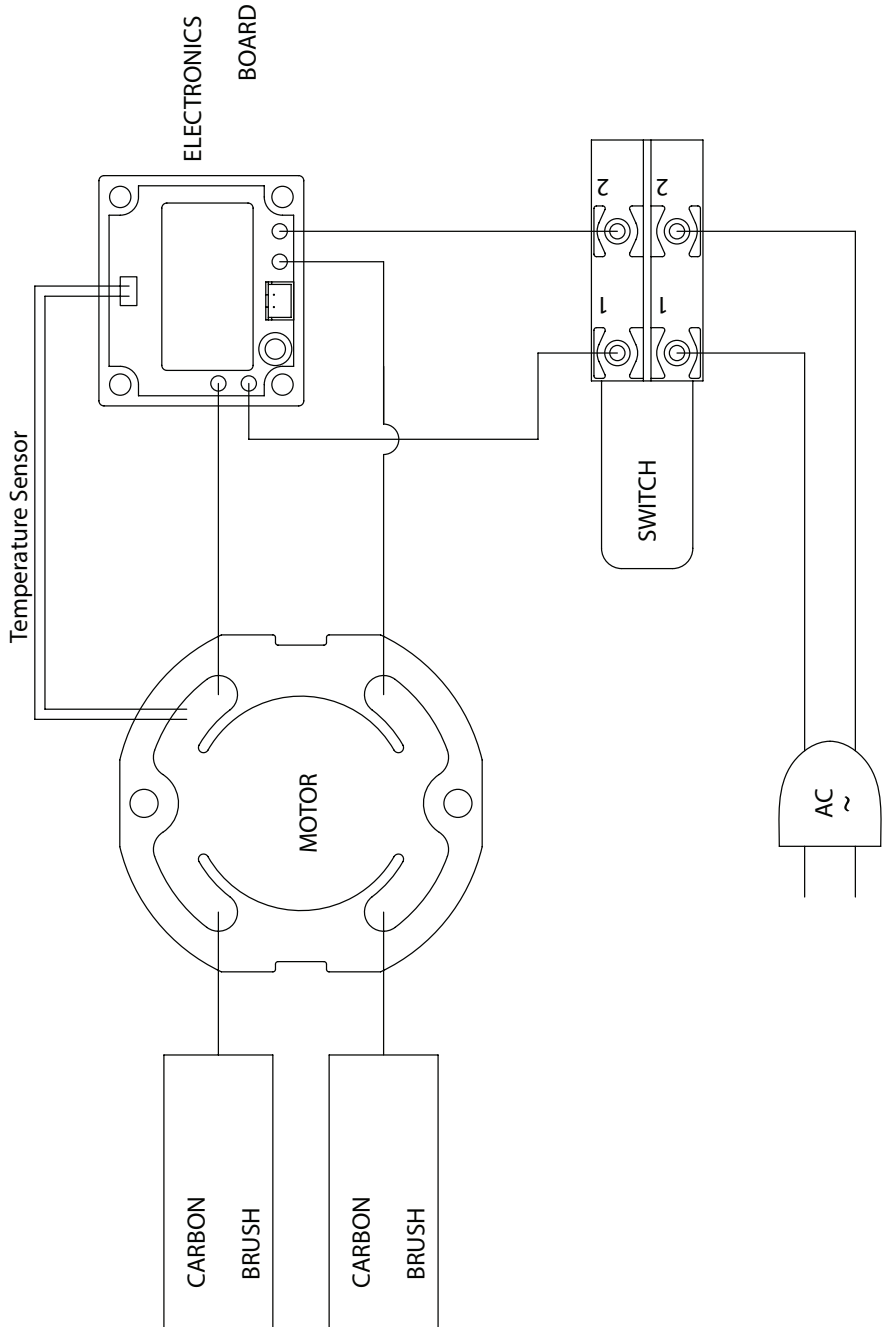 ELECTRONICS
BOARD
Temperature Sensor
2
2
1
1
SWITCH
MOTOR
AC
~
CARBON
BRUSH
CARBON
BRUSH